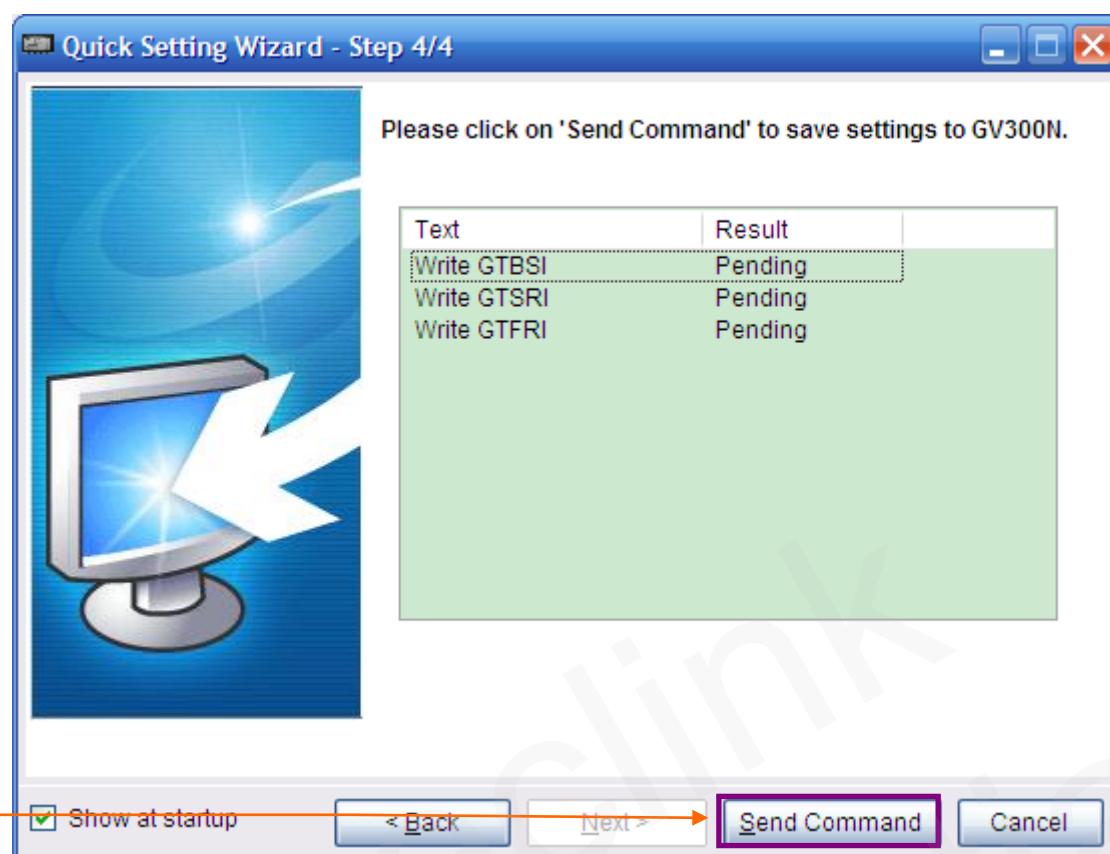 Quick Setting Wizard - Step 4/4
Please click on 'Send Command' to save settings to GV300N.
Text Result
Write GTBSI Pending
Write GTSRI Pending
Write GTFRI Pending
Show at startup < Back Next > Send Command Cancel